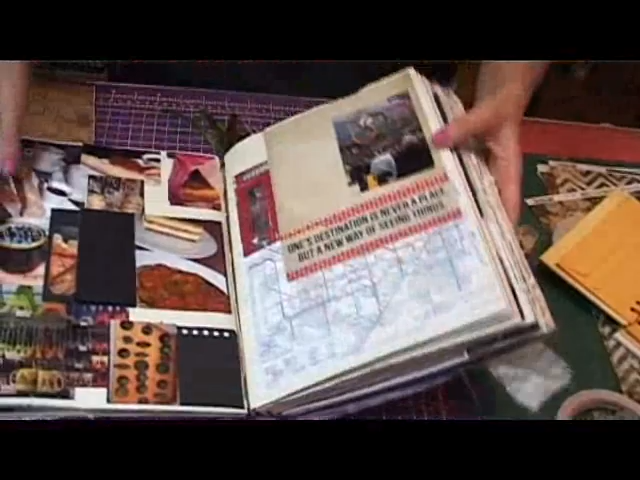 ONE'S DESTINATION IS NEVER A PLACE,
BUT A NEW WAY OF SEEING THINGS.